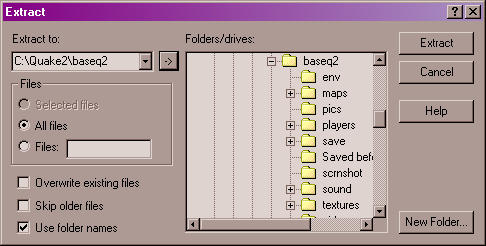 Extract
Extract to:
C:\Quake2\baseq2
->
Files
Selected files
All files
Files:
Overwrite existing files
Skip older files
Use folder names
Folders/drives:
baseq2
env
maps
pics
players
save
Saved befo
scrnshot
sound
textures
Extract
Cancel
Help
New Folder...